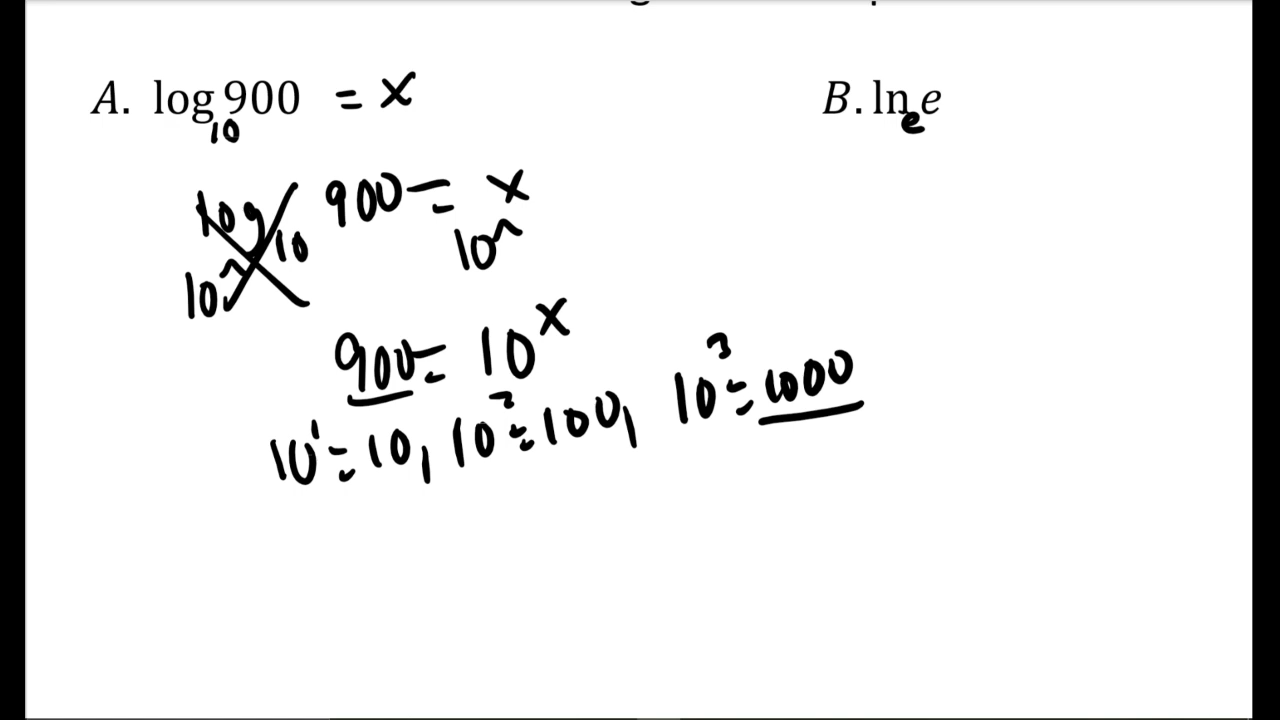 A. log₁₀ 900 = x
B. lnₑ e
log₁₀ 900 = x
10^ 10^
900 = 10ˣ
10¹ = 10, 10² = 100, 10³ = 1000